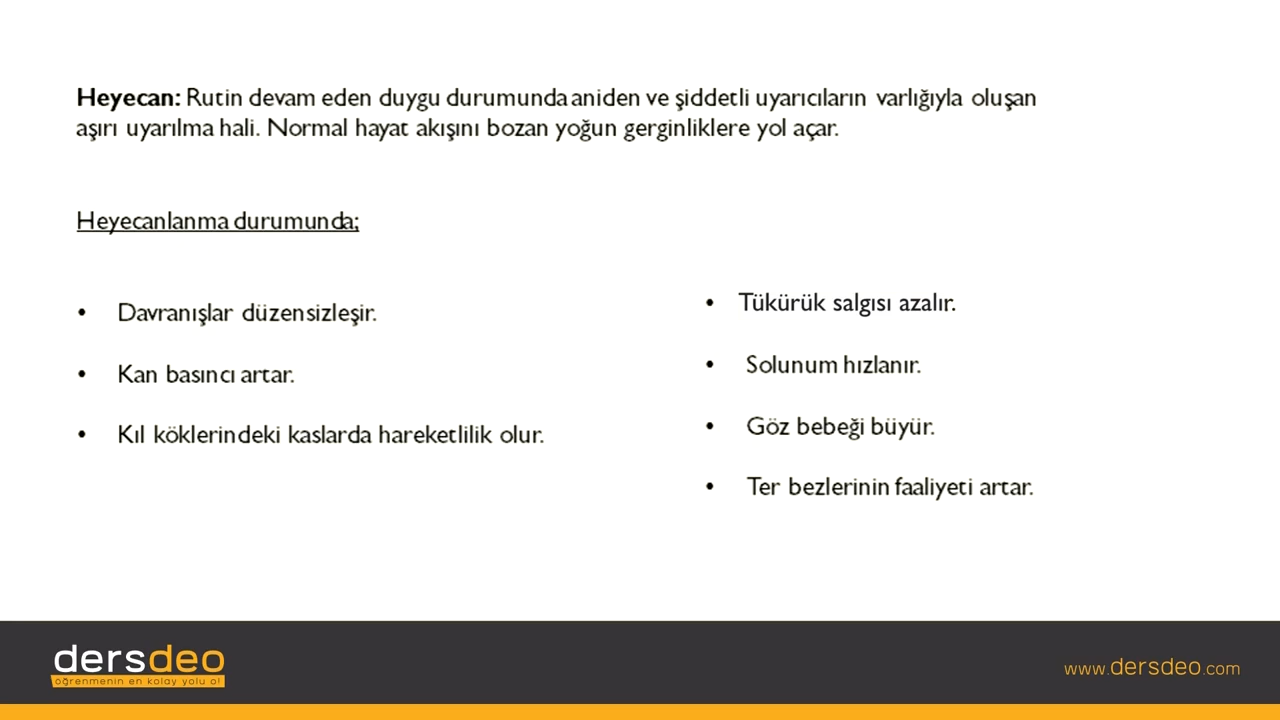 Heyecan: Rutin devam eden duygu durumunda aniden ve şiddetli uyarıcıların varlığıyla oluşan
aşırı uyarılma hali. Normal hayat akışını bozan yoğun gerginliklere yol açar.
Heyecanlanma durumunda;
• Davranışlar düzensizleşir.
• Kan basıncı artar.
• Kıl köklerindeki kaslarda hareketlilik olur.
• Tükürük salgısı azalır.
• Solunum hızlanır.
• Göz bebeği büyür.
• Ter bezlerinin faaliyeti artar.
dersdeo
öğrenmenin en kolay yolu o!
www.dersdeo.com